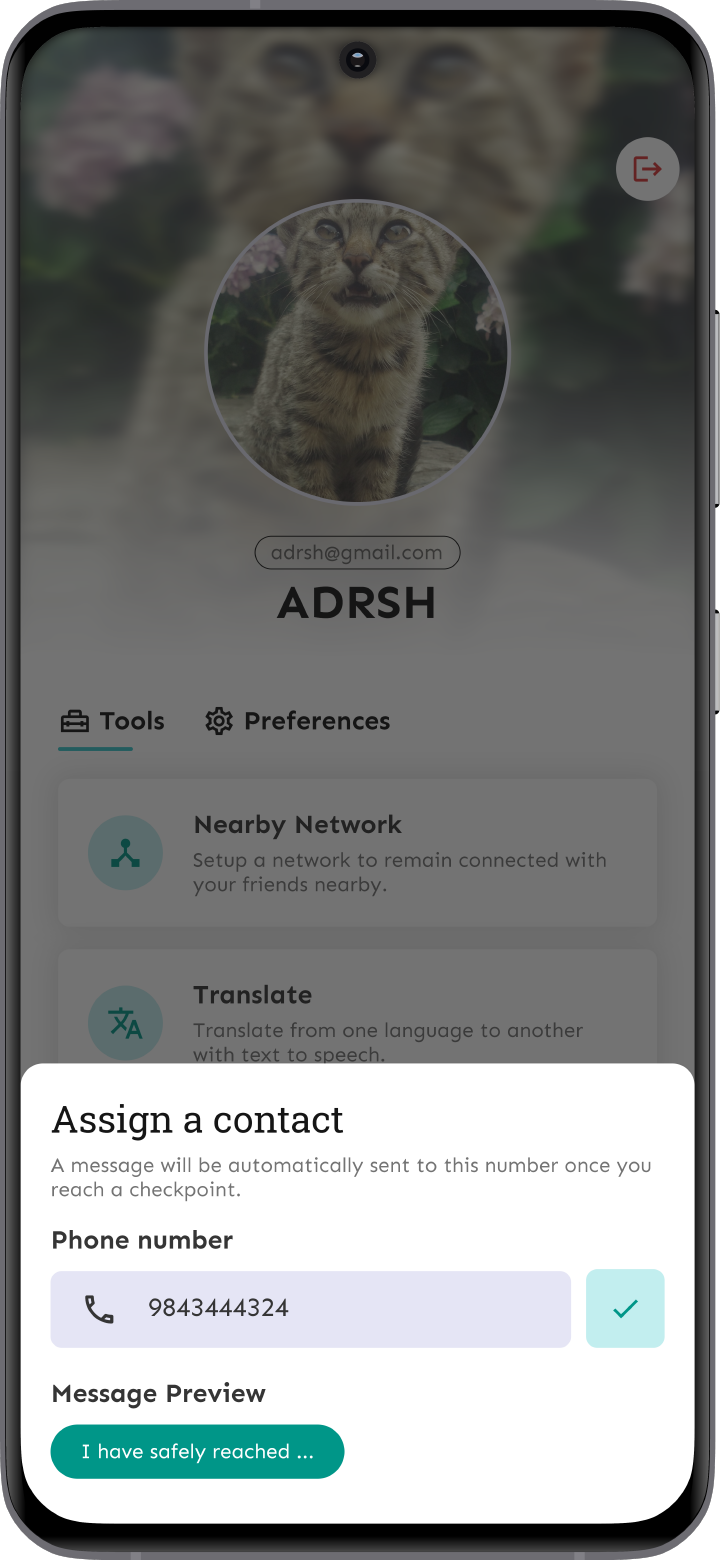 adrsh@gmail.com
ADRSH
Tools Preferences
Nearby Network
Setup a network to remain connected with
your friends nearby.
Translate
Translate from one language to another
with text to speech.
Assign a contact
A message will be automatically sent to this number once you
reach a checkpoint.
Phone number
9843444324
Message Preview
I have safely reached ...